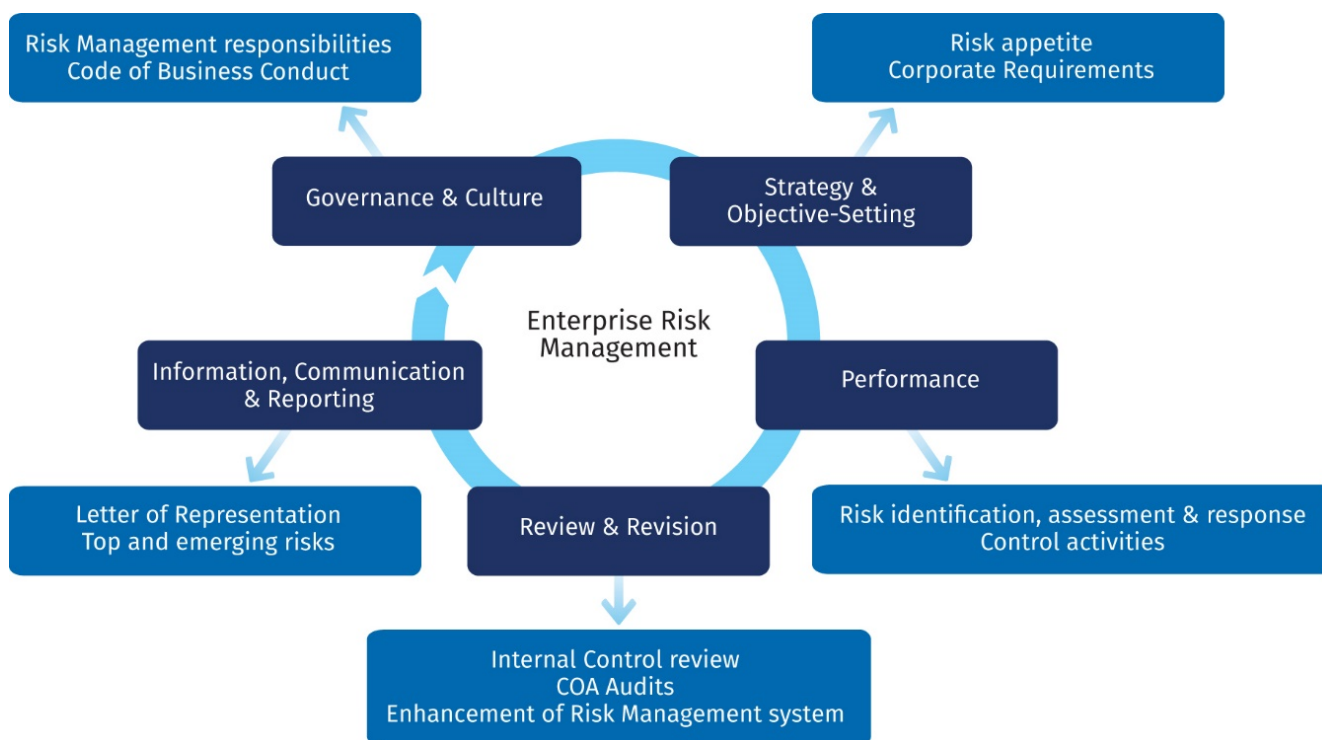 Risk Management responsibilities
Code of Business Conduct
Risk appetite
Corporate Requirements
Governance & Culture
Strategy &
Objective-Setting
Enterprise Risk
Management
Information, Communication
& Reporting
Performance
Letter of Representation
Top and emerging risks
Review & Revision
Risk identification, assessment & response
Control activities
Internal Control review
COA Audits
Enhancement of Risk Management system